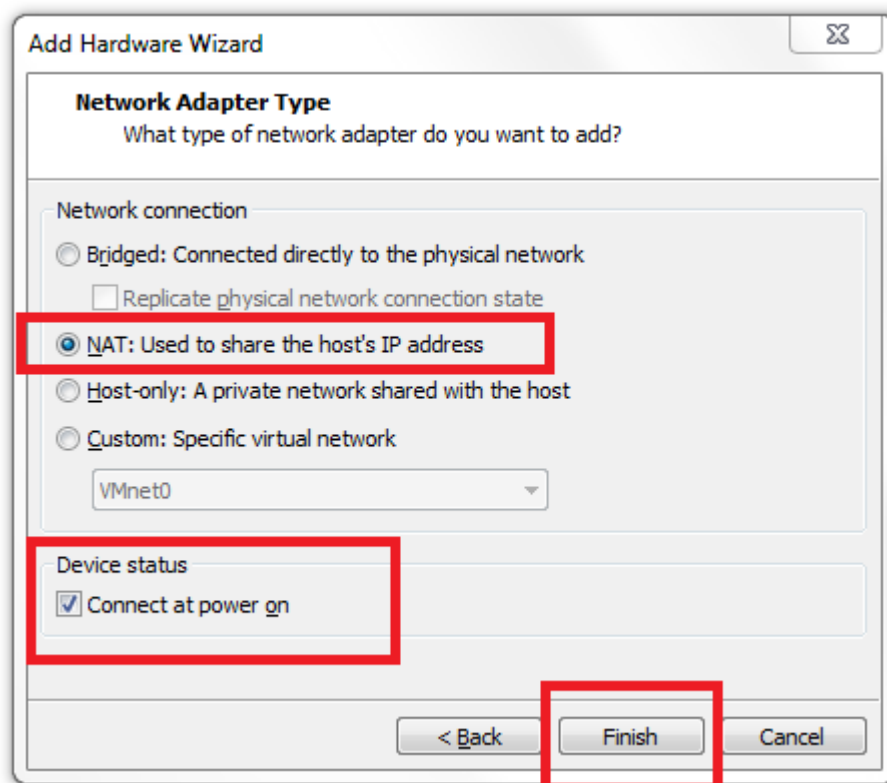 Add Hardware Wizard
Network Adapter Type
What type of network adapter do you want to add?
Network connection
Bridged: Connected directly to the physical network
Replicate physical network connection state
NAT: Used to share the host's IP address
Host-only: A private network shared with the host
Custom: Specific virtual network
VMnet0
Device status
Connect at power on
< Back Finish Cancel